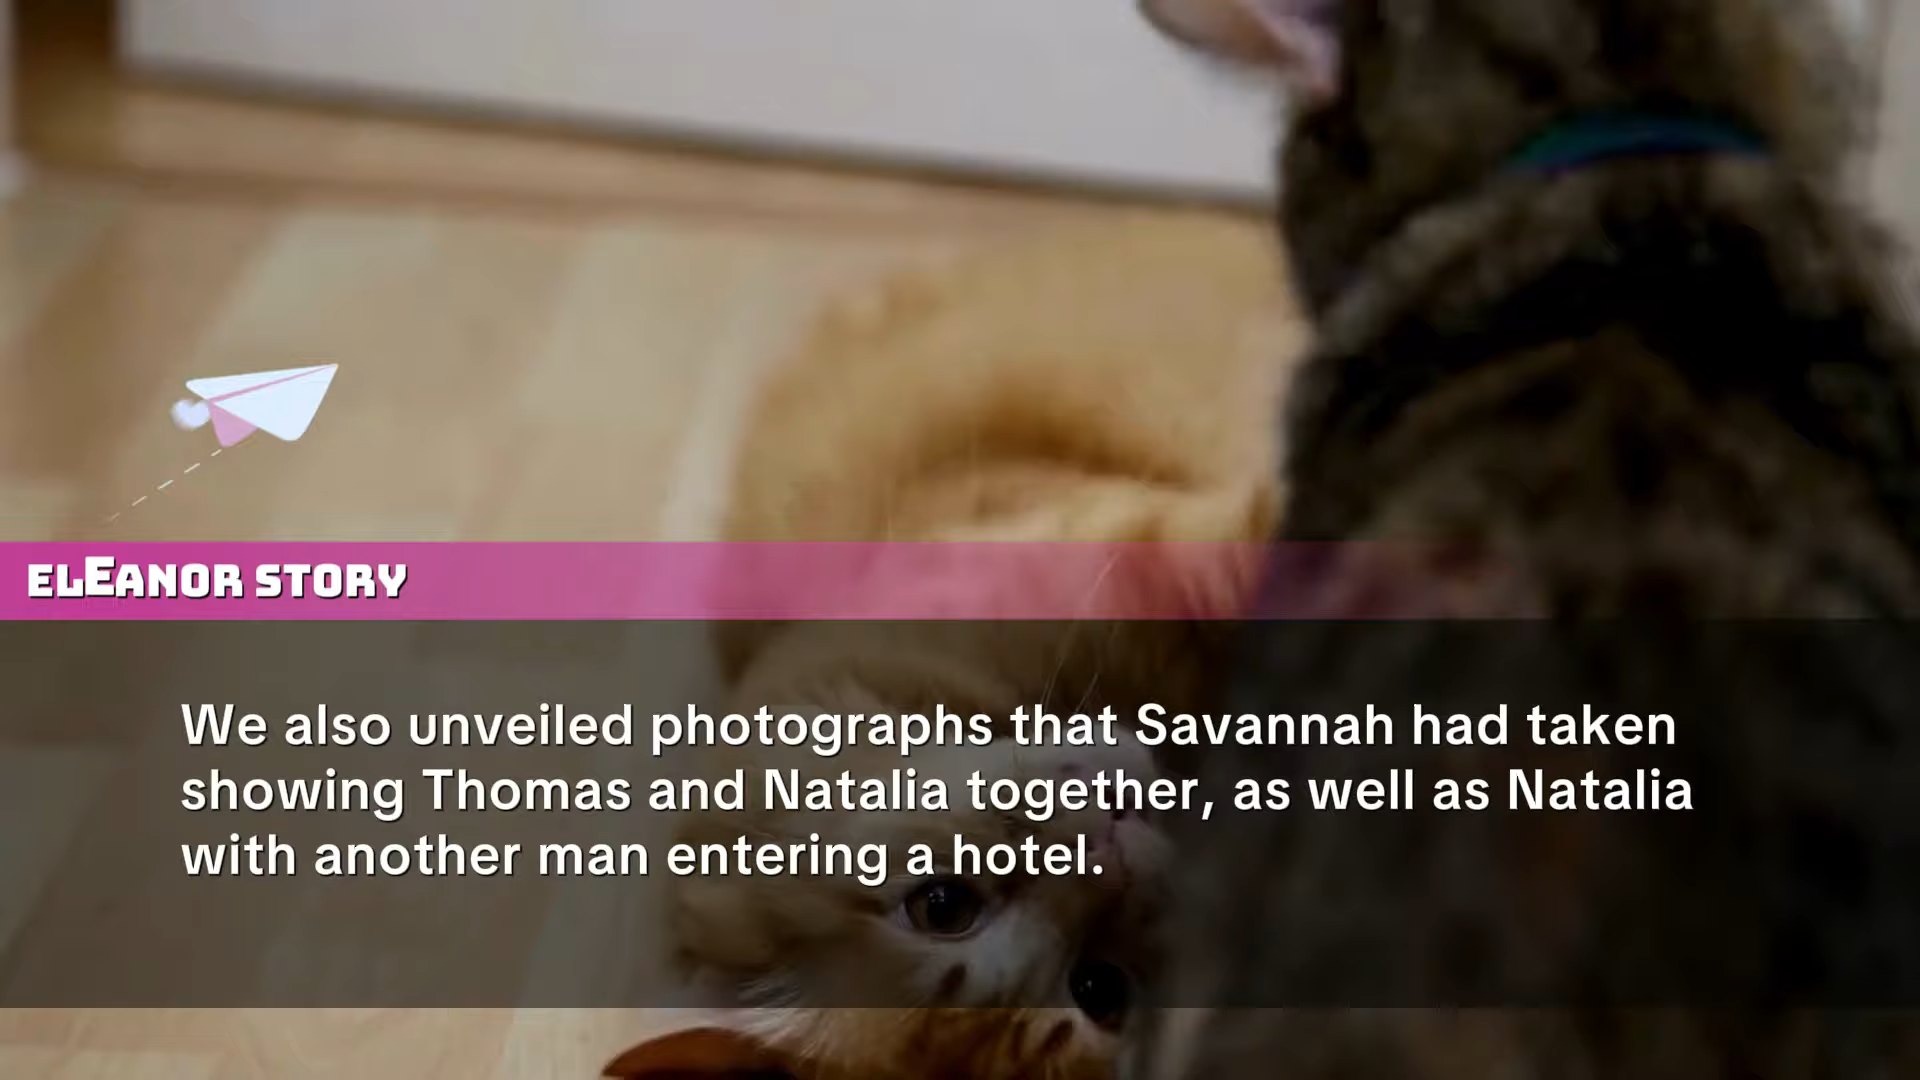 ELEANOR STORY
We also unveiled photographs that Savannah had taken
showing Thomas and Natalia together, as well as Natalia
with another man entering a hotel.